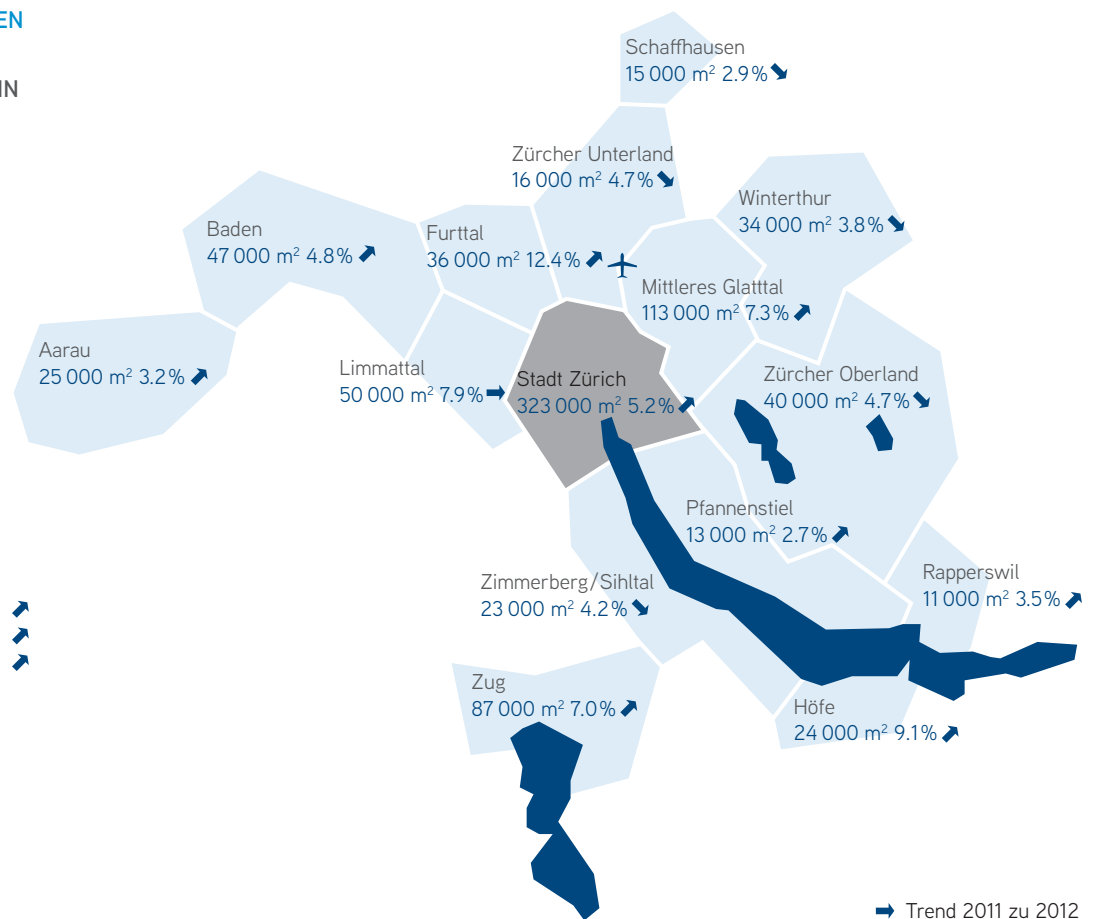 EN
IN
Schaffhausen
15 000 m² 2.9% ➘
Zürcher Unterland
16 000 m² 4.7% ➘
Winterthur
34 000 m² 3.8% ➘
Baden
47 000 m² 4.8% ➚
Furttal
36 000 m² 12.4% ➚
Mittleres Glatttal
113 000 m² 7.3% ➚
Aarau
25 000 m² 3.2% ➚
Limmattal
50 000 m² 7.9% ➡
Stadt Zürich
323 000 m² 5.2% ➚
Zürcher Oberland
40 000 m² 4.7% ➘
Pfannenstiel
13 000 m² 2.7% ➚
Zimmerberg/Sihltal
23 000 m² 4.2% ➘
Rapperswil
11 000 m² 3.5% ➚
Zug
87 000 m² 7.0% ➚
Höfe
24 000 m² 9.1% ➚
➡ Trend 2011 zu 2012